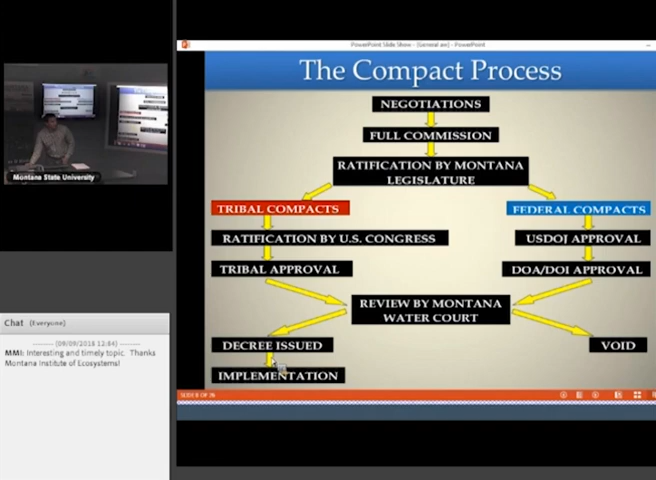 PowerPoint Slide Show - [General aw] - PowerPoint
The Compact Process
NEGOTIATIONS
FULL COMMISSION
RATIFICATION BY MONTANA
LEGISLATURE
TRIBAL COMPACTS
FEDERAL COMPACTS
RATIFICATION BY U.S. CONGRESS
USDOJ APPROVAL
TRIBAL APPROVAL
DOA/DOI APPROVAL
REVIEW BY MONTANA
WATER COURT
DECREE ISSUED
VOID
IMPLEMENTATION
Montana State University
Chat (Everyone)
MMI: Interesting and timely topic. Thanks
Montana Institute of Ecosystems!